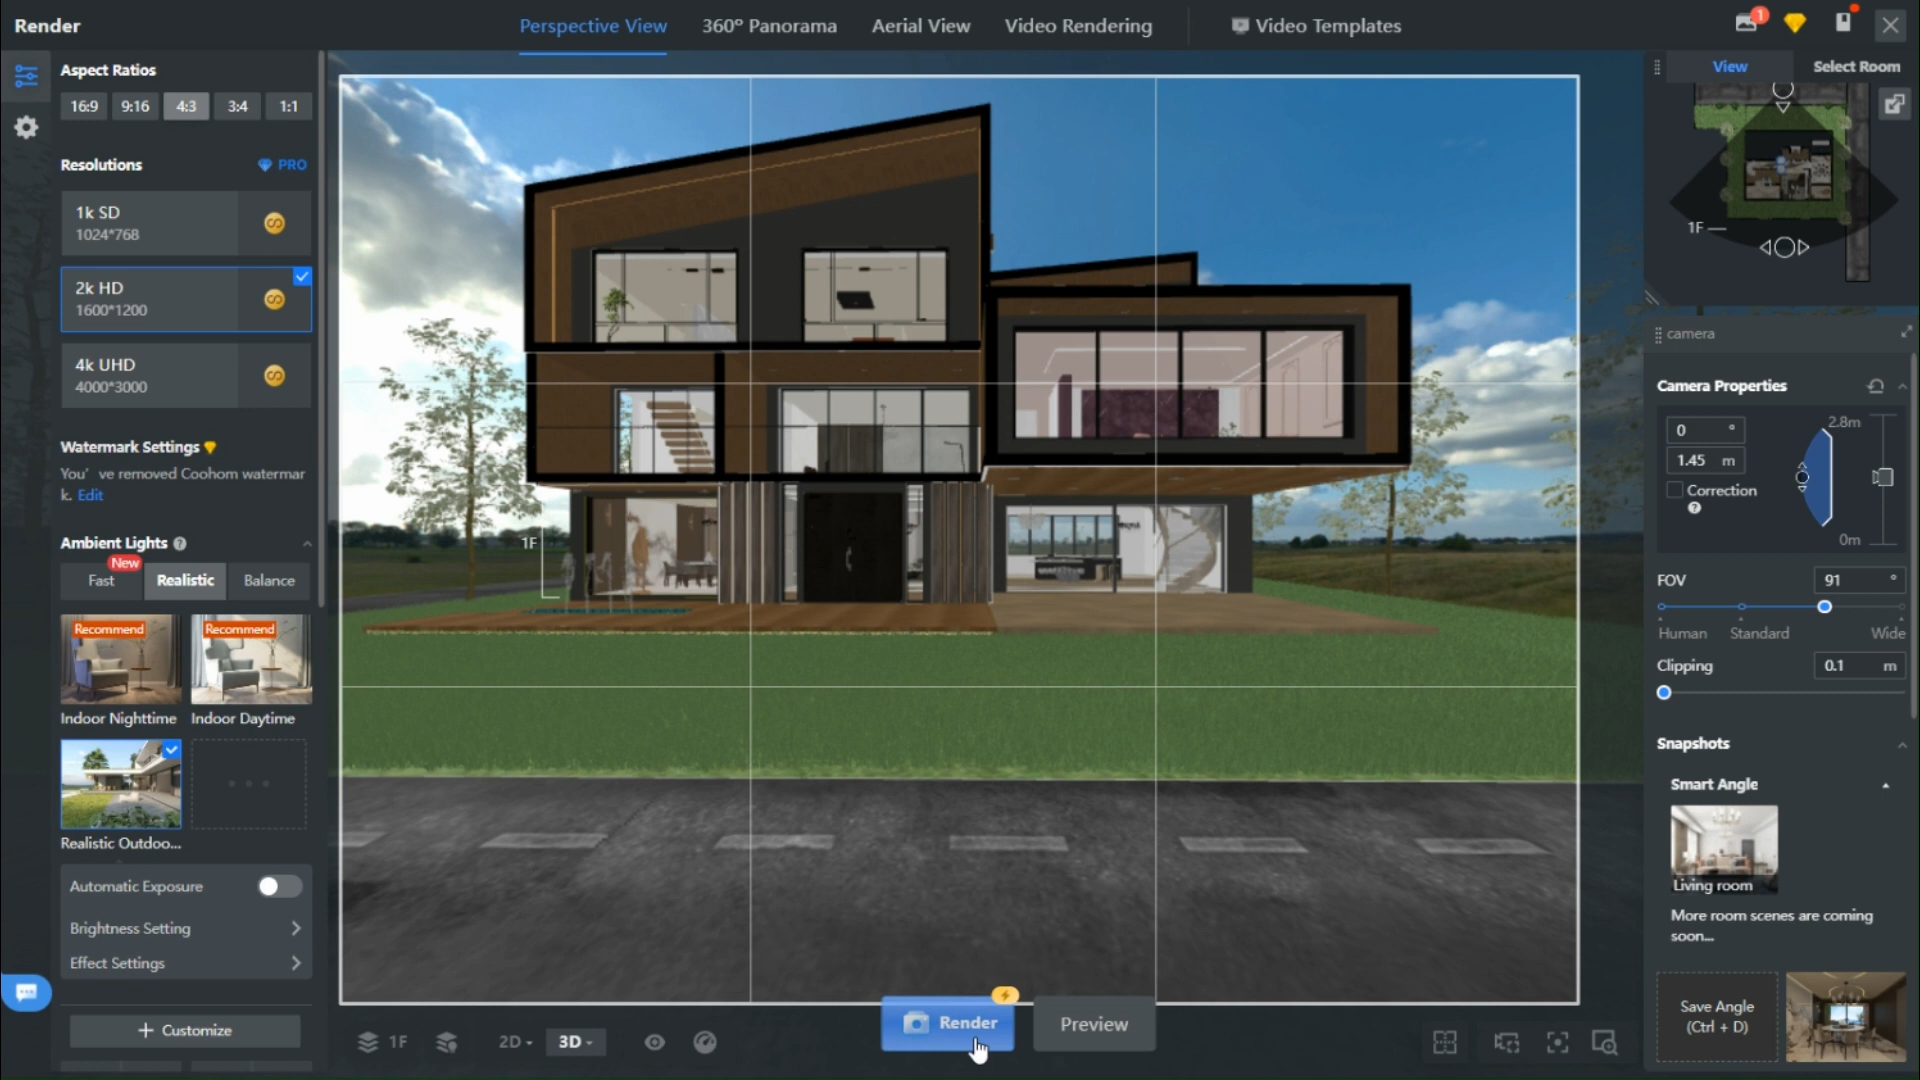 Render
Perspective View
360º Panorama
Aerial View
Video Rendering
Video Templates
1
Aspect Ratios
16:9
9:16
4:3
3:4
1:1
Resolutions
PRO
1k SD
1024*768
2k HD
1600*1200
4k UHD
4000*3000
Watermark Settings
You' ve removed Coohom watermar
k. Edit
Ambient Lights
New
Fast
Realistic
Balance
Recommend
Recommend
Indoor Nighttime
Indoor Daytime
Realistic Outdoo...
Automatic Exposure
Brightness Setting
Effect Settings
+ Customize
1F
1F
2D
3D
Render
Preview
View
Select Room
1F
camera
Camera Properties
0 °
1.45 m
Correction
2.8m
0m
FOV
91 °
Human
Standard
Wide
Clipping
0.1 m
Snapshots
Smart Angle
Living room
More room scenes are coming
soon...
Save Angle
(Ctrl + D)